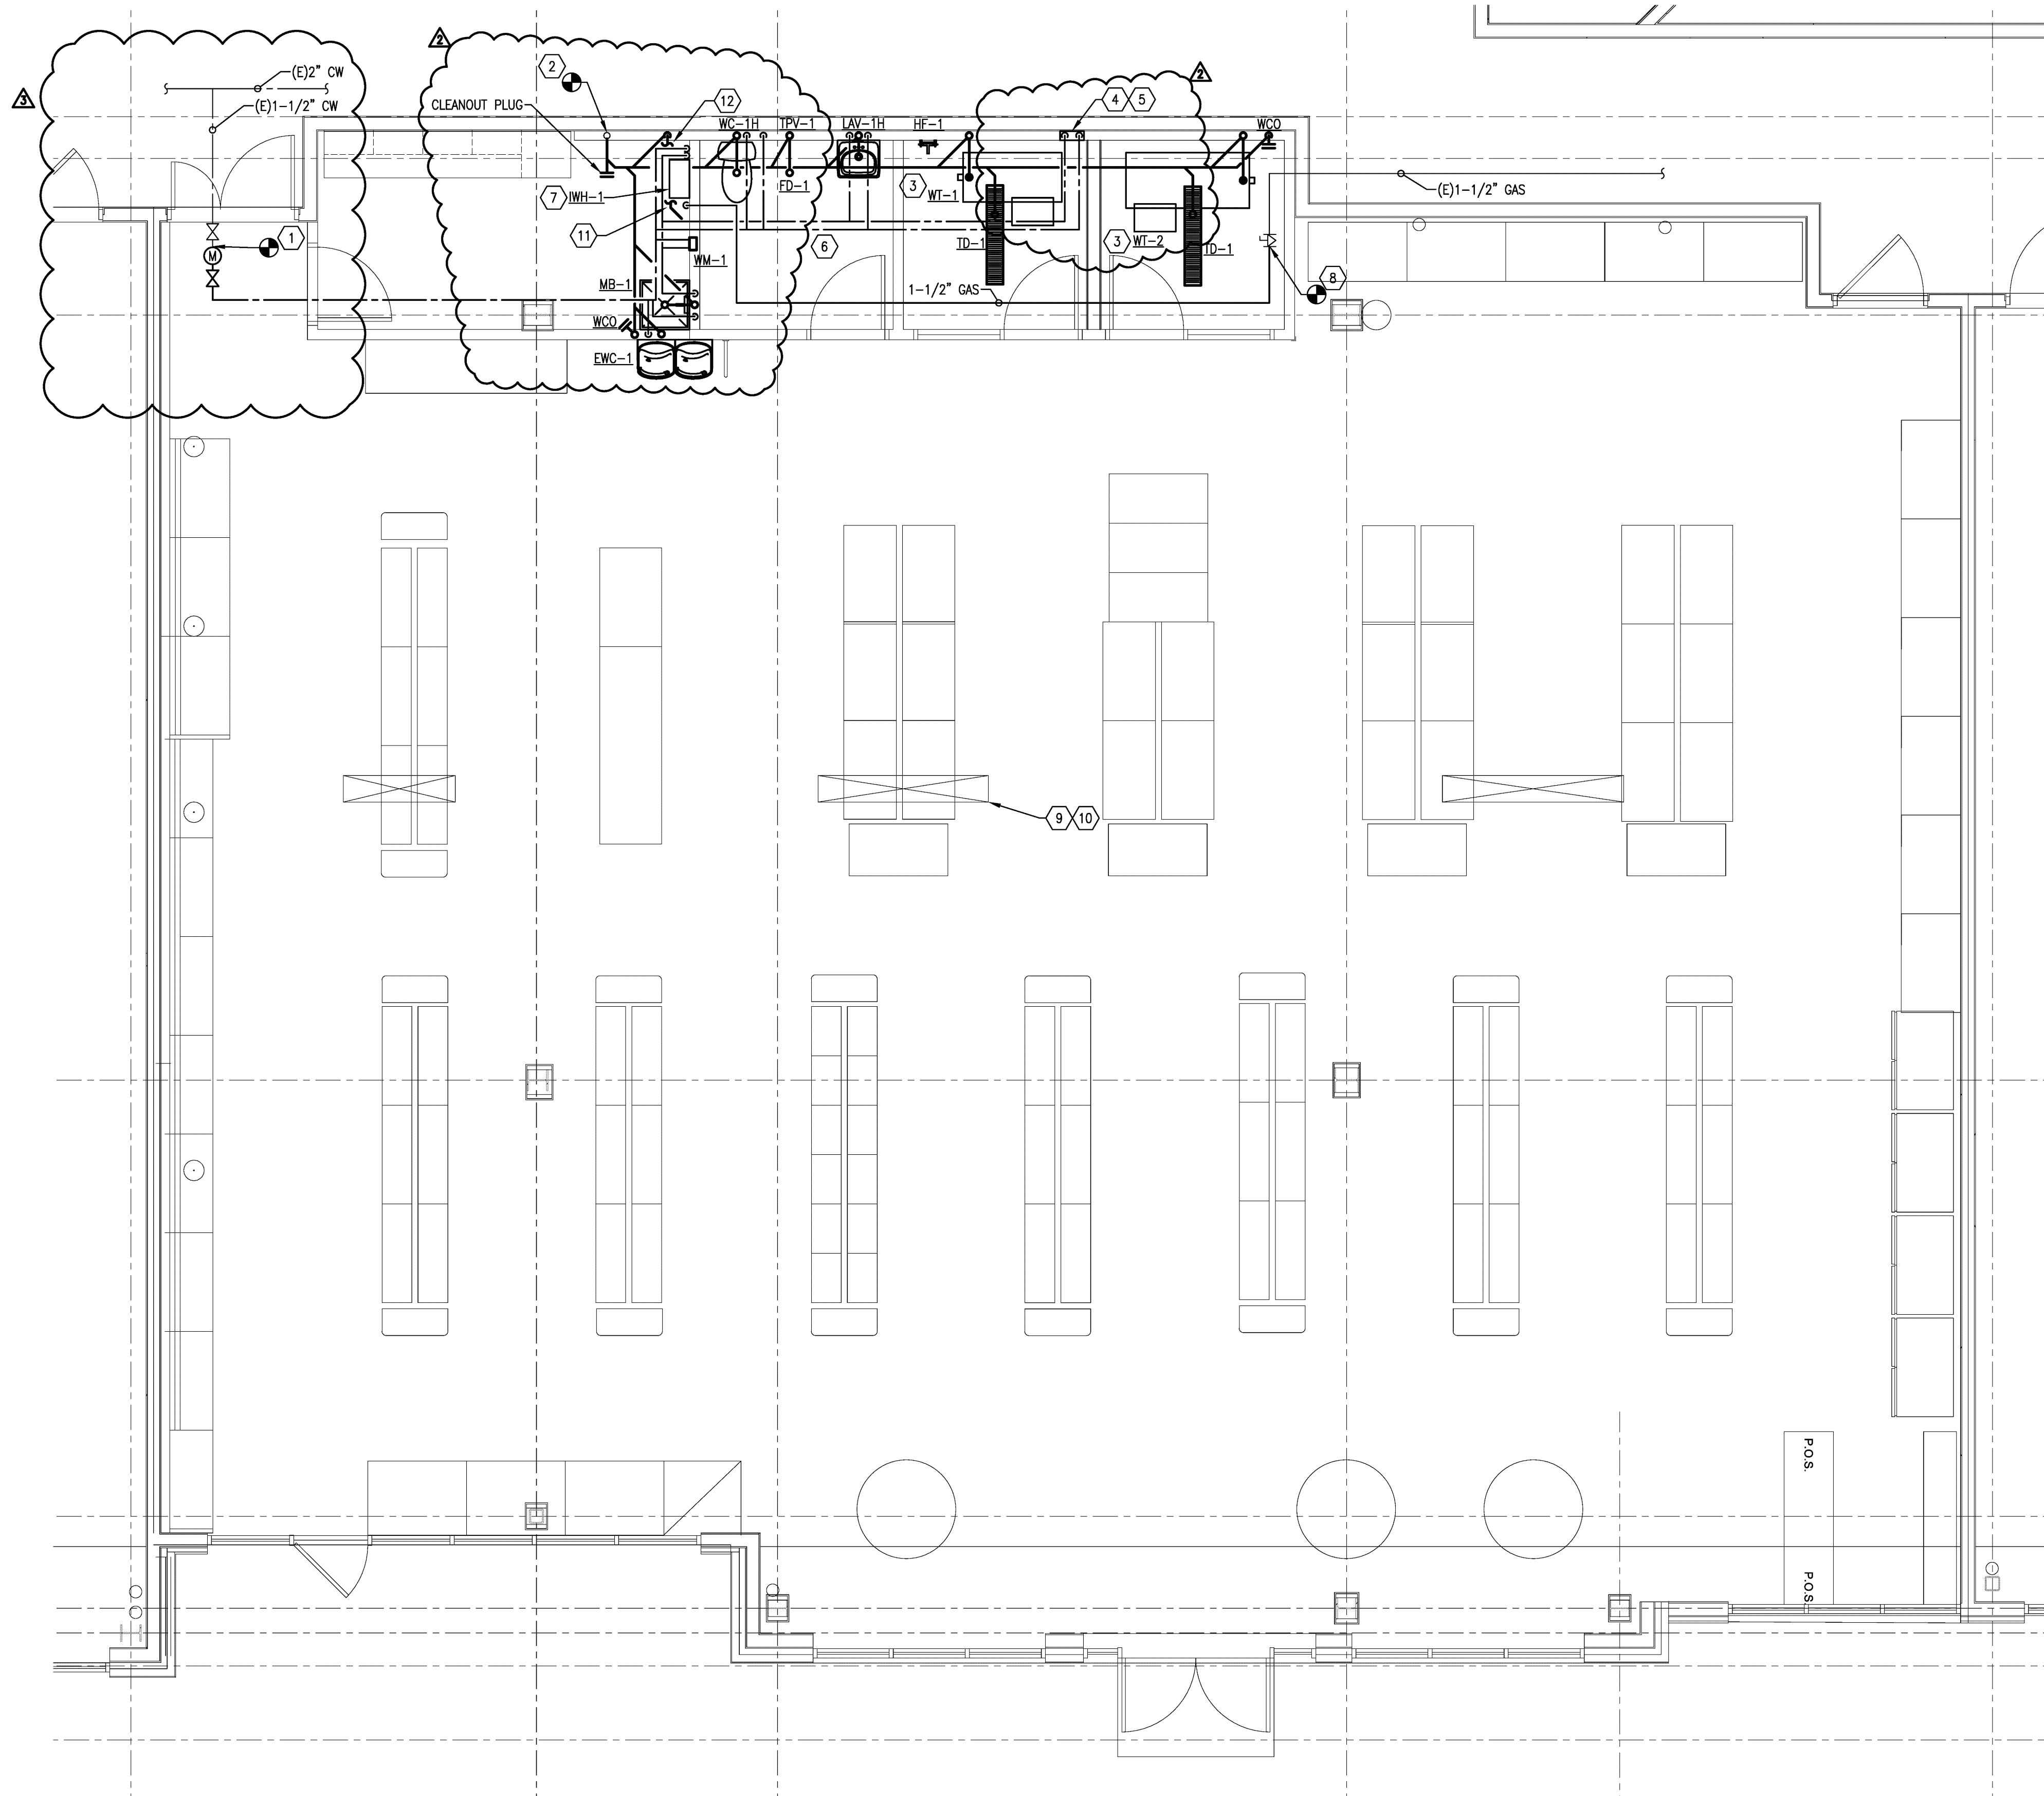 2
2
3
(E)2" CW
(E)1-1/2" CW
2
CLEANOUT PLUG
12
4
5
WC-1H
TPV-1
LAV-1H
HF-1
WCO
7
IWH-1
FD-1
3
WT-1
(E)1-1/2" GAS
11
1
M
6
TD-1
3
WT-2
TD-1
WM-1
MB-1
1-1/2" GAS
8
WCO
EWC-1
9
10
P.O.S.
P.O.S.